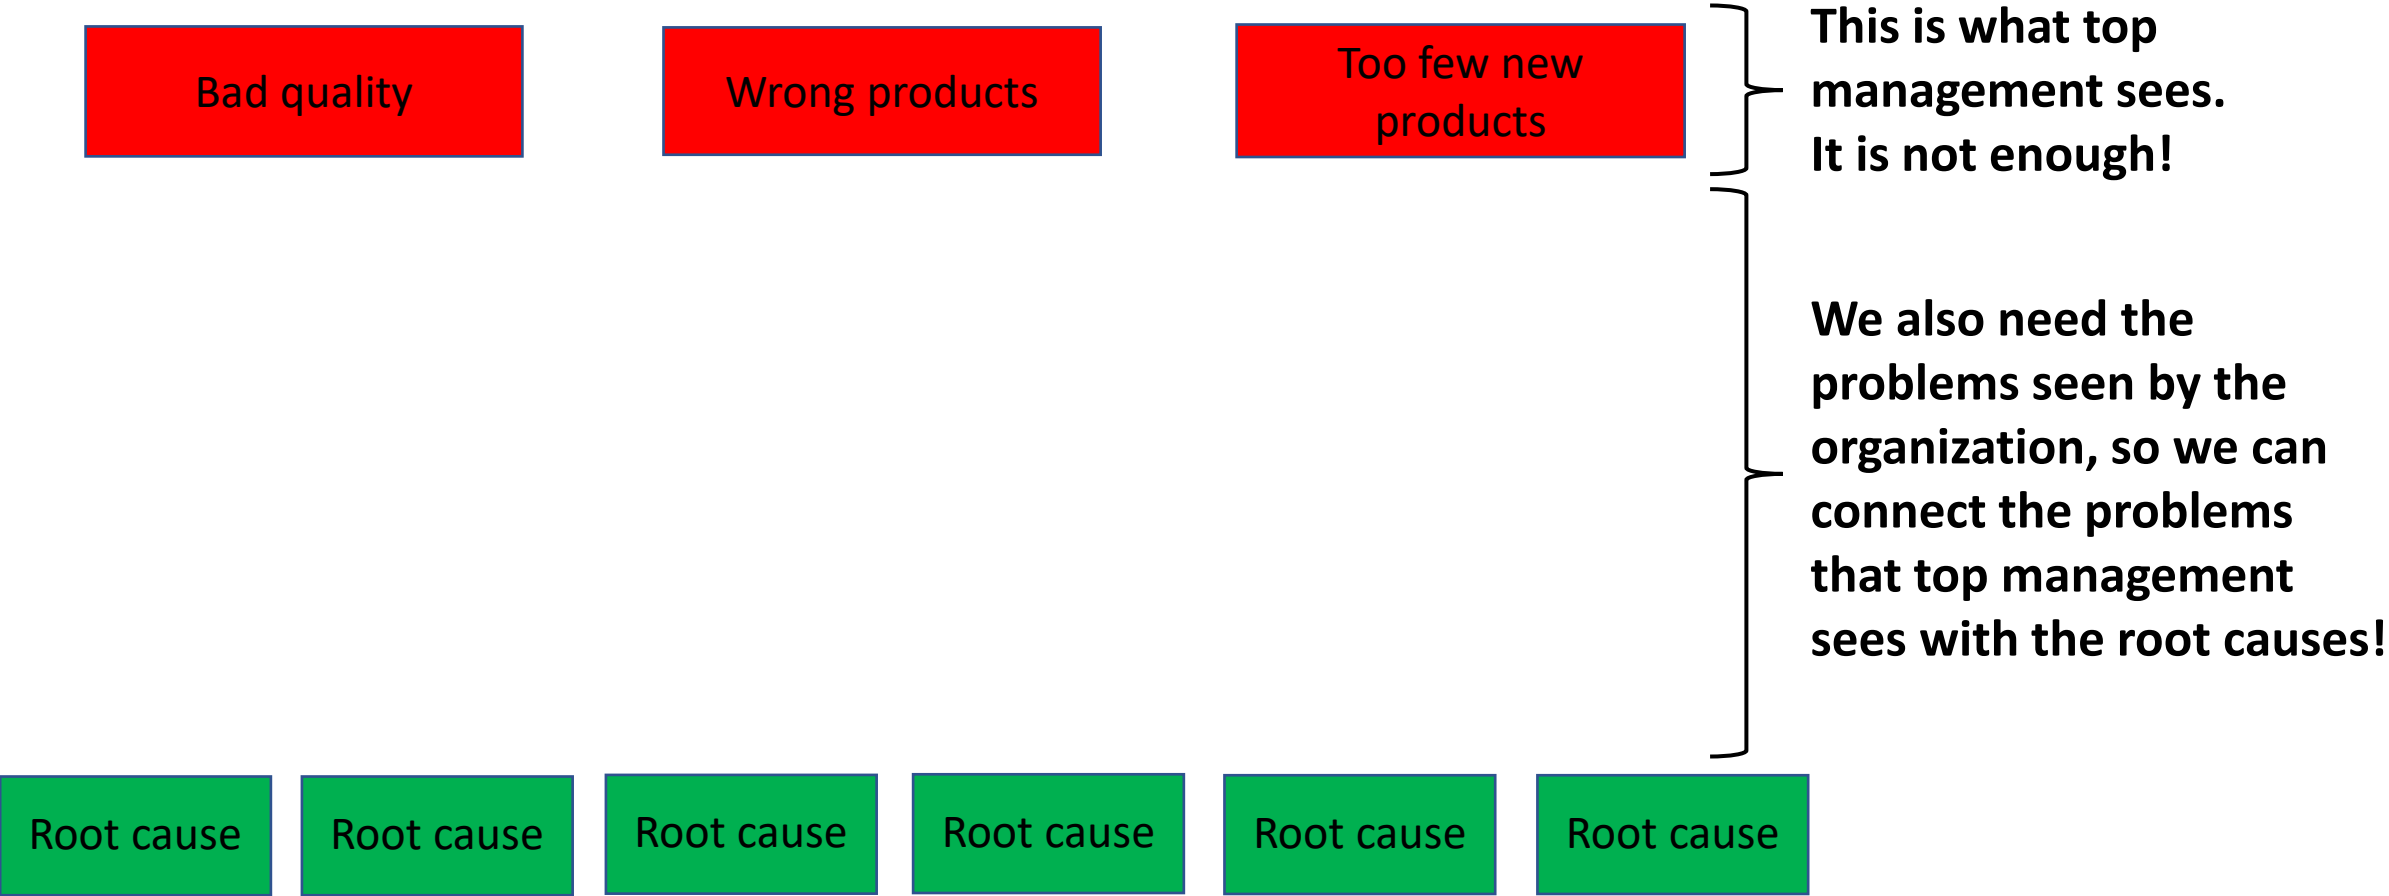 Bad quality
Wrong products
Too few new
products
This is what top
management sees.
It is not enough!
We also need the
problems seen by the
organization, so we can
connect the problems
that top management
sees with the root causes!
Root cause
Root cause
Root cause
Root cause
Root cause
Root cause